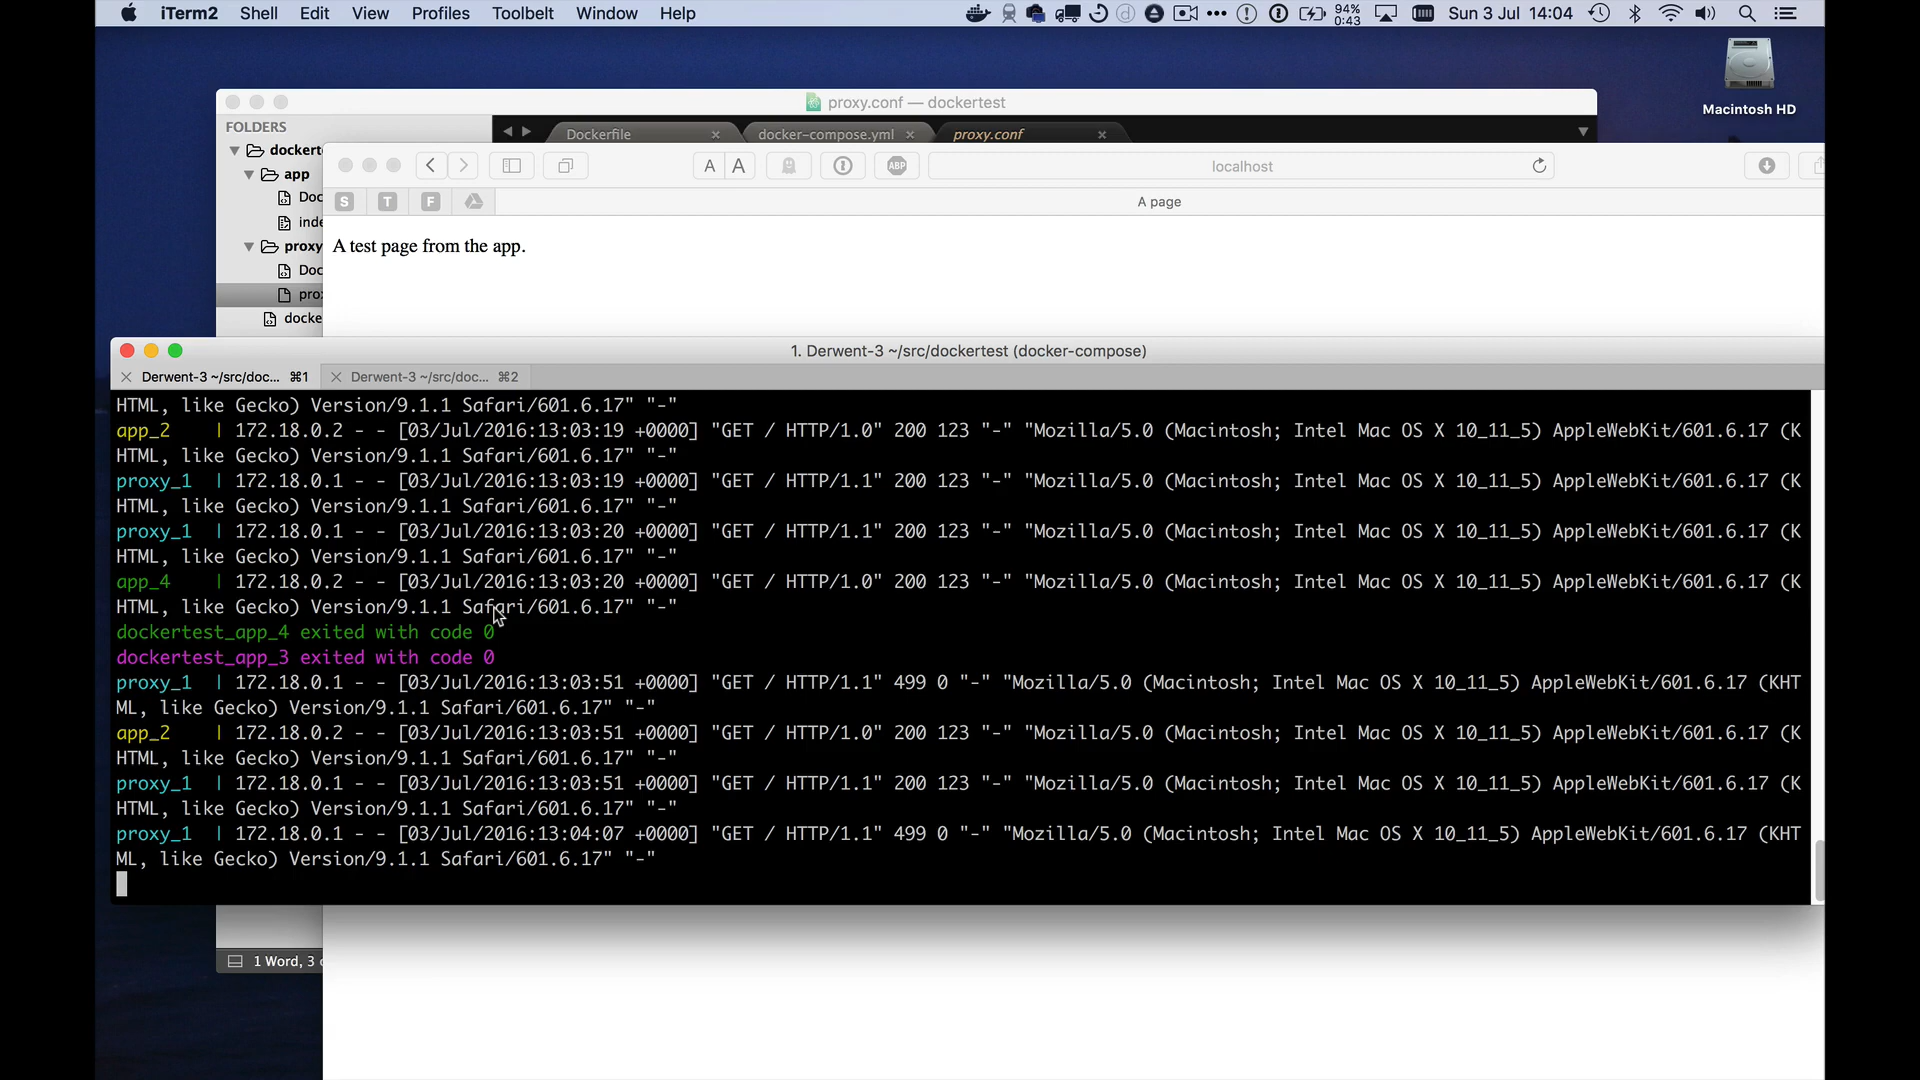 iTerm2 Shell Edit View Profiles Toolbelt Window Help 94% 0:43 Sun 3 Jul 14:04
Macintosh HD
proxy.conf — dockertest
FOLDERS
Dockerfile docker-compose.yml proxy.conf
dockert
app
Doc
inde
proxy
Doc
prox
docke
A A ABP localhost
S T F A page
A test page from the app.
1. Derwent-3 ~/src/dockertest (docker-compose)
Derwent-3 ~/src/doc... ⌘1 Derwent-3 ~/src/doc... ⌘2
HTML, like Gecko) Version/9.1.1 Safari/601.6.17" "-"
app_2 | 172.18.0.2 - - [03/Jul/2016:13:03:19 +0000] "GET / HTTP/1.0" 200 123 "-" "Mozilla/5.0 (Macintosh; Intel Mac OS X 10_11_5) AppleWebKit/601.6.17 (K
HTML, like Gecko) Version/9.1.1 Safari/601.6.17" "-"
proxy_1 | 172.18.0.1 - - [03/Jul/2016:13:03:19 +0000] "GET / HTTP/1.1" 200 123 "-" "Mozilla/5.0 (Macintosh; Intel Mac OS X 10_11_5) AppleWebKit/601.6.17 (K
HTML, like Gecko) Version/9.1.1 Safari/601.6.17" "-"
proxy_1 | 172.18.0.1 - - [03/Jul/2016:13:03:20 +0000] "GET / HTTP/1.1" 200 123 "-" "Mozilla/5.0 (Macintosh; Intel Mac OS X 10_11_5) AppleWebKit/601.6.17 (K
HTML, like Gecko) Version/9.1.1 Safari/601.6.17" "-"
app_4 | 172.18.0.2 - - [03/Jul/2016:13:03:20 +0000] "GET / HTTP/1.0" 200 123 "-" "Mozilla/5.0 (Macintosh; Intel Mac OS X 10_11_5) AppleWebKit/601.6.17 (K
HTML, like Gecko) Version/9.1.1 Safari/601.6.17" "-"
dockertest_app_4 exited with code 0
dockertest_app_3 exited with code 0
proxy_1 | 172.18.0.1 - - [03/Jul/2016:13:03:51 +0000] "GET / HTTP/1.1" 499 0 "-" "Mozilla/5.0 (Macintosh; Intel Mac OS X 10_11_5) AppleWebKit/601.6.17 (KHT
ML, like Gecko) Version/9.1.1 Safari/601.6.17" "-"
app_2 | 172.18.0.2 - - [03/Jul/2016:13:03:51 +0000] "GET / HTTP/1.0" 200 123 "-" "Mozilla/5.0 (Macintosh; Intel Mac OS X 10_11_5) AppleWebKit/601.6.17 (K
HTML, like Gecko) Version/9.1.1 Safari/601.6.17" "-"
proxy_1 | 172.18.0.1 - - [03/Jul/2016:13:03:51 +0000] "GET / HTTP/1.1" 200 123 "-" "Mozilla/5.0 (Macintosh; Intel Mac OS X 10_11_5) AppleWebKit/601.6.17 (K
HTML, like Gecko) Version/9.1.1 Safari/601.6.17" "-"
proxy_1 | 172.18.0.1 - - [03/Jul/2016:13:04:07 +0000] "GET / HTTP/1.1" 499 0 "-" "Mozilla/5.0 (Macintosh; Intel Mac OS X 10_11_5) AppleWebKit/601.6.17 (KHT
ML, like Gecko) Version/9.1.1 Safari/601.6.17" "-"
1 Word, 3 c